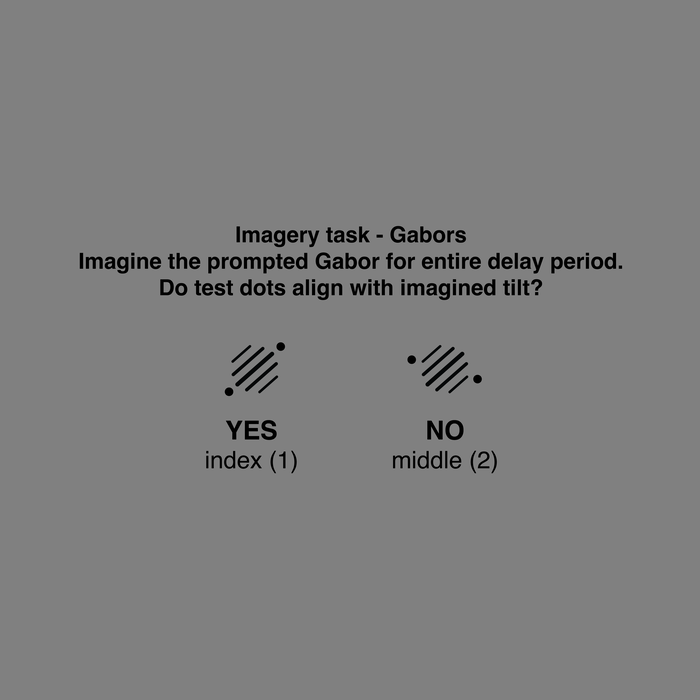 Imagery task - Gabors
Imagine the prompted Gabor for entire delay period.
Do test dots align with imagined tilt?
YES NO
index (1) middle (2)